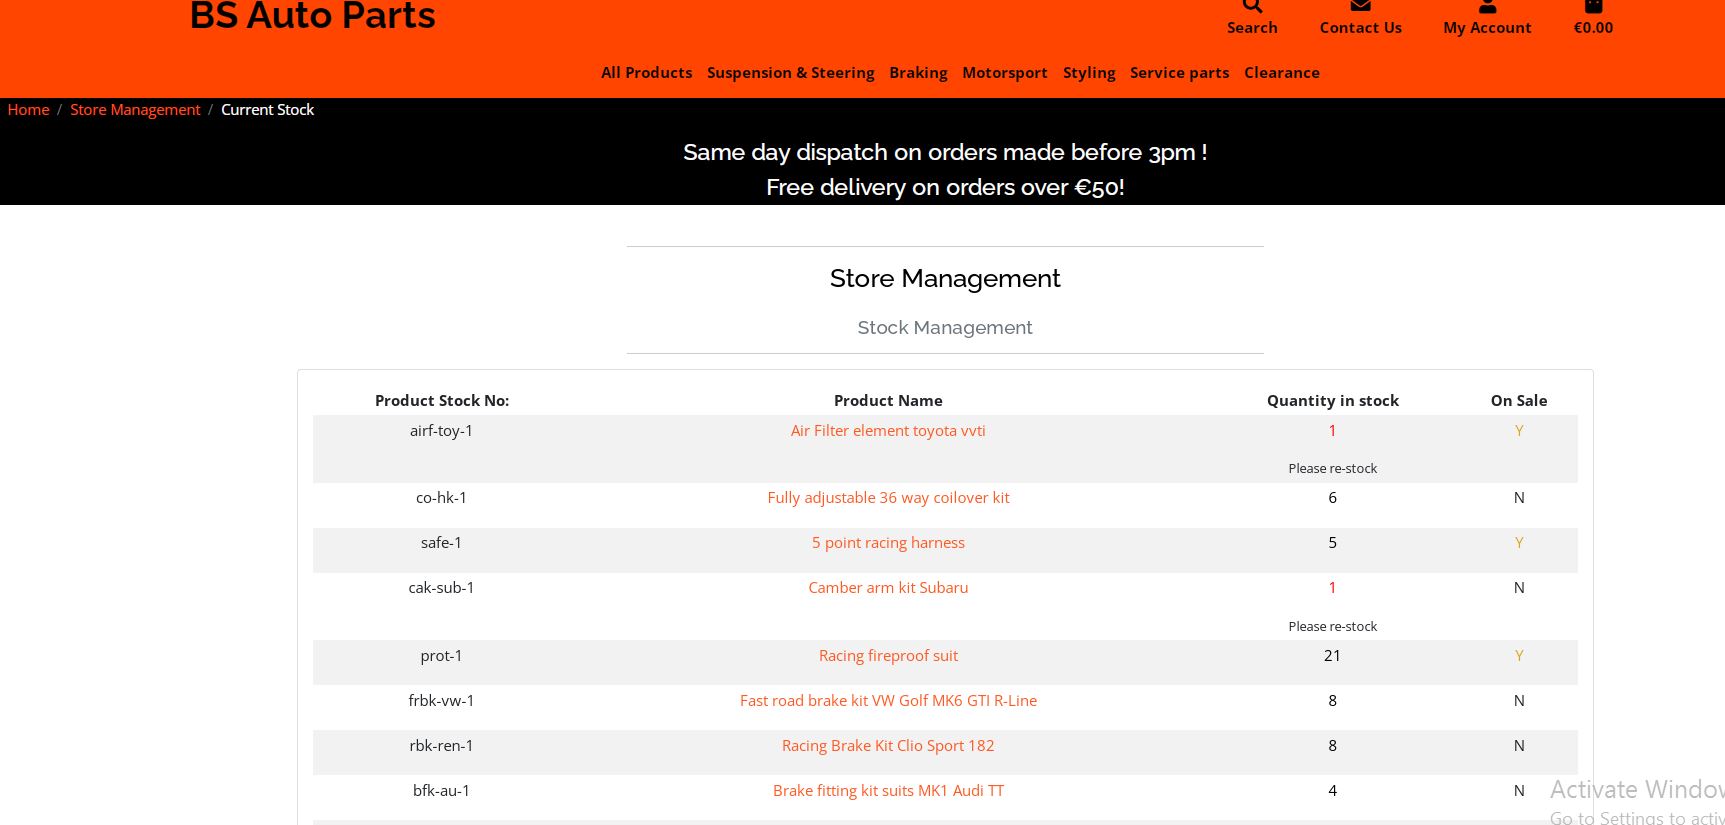 BS Auto Parts
Search Contact Us My Account €0.00
All Products Suspension & Steering Braking Motorsport Styling Service parts Clearance
Home / Store Management / Current Stock
Same day dispatch on orders made before 3pm !
Free delivery on orders over €50!
Store Management
Stock Management
Product Stock No: Product Name Quantity in stock On Sale
airf-toy-1 Air Filter element toyota vvti 1 Y
Please re-stock
co-hk-1 Fully adjustable 36 way coilover kit 6 N
safe-1 5 point racing harness 5 Y
cak-sub-1 Camber arm kit Subaru 1 N
Please re-stock
prot-1 Racing fireproof suit 21 Y
frbk-vw-1 Fast road brake kit VW Golf MK6 GTI R-Line 8 N
rbk-ren-1 Racing Brake Kit Clio Sport 182 8 N
bfk-au-1 Brake fitting kit suits MK1 Audi TT 4 N
Activate Window
Go to Settings to activ